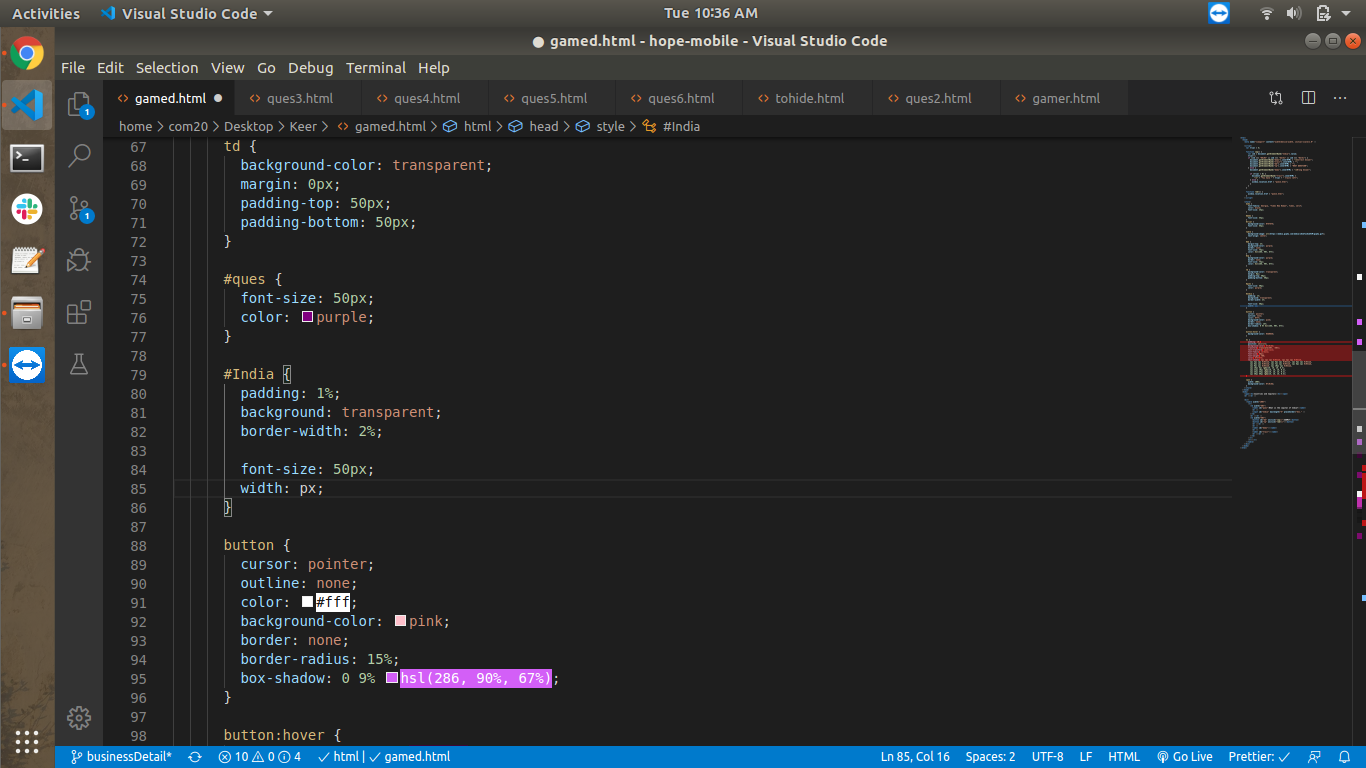 Activities Visual Studio Code Tue 10:36 AM
● gamed.html - hope-mobile - Visual Studio Code
File Edit Selection View Go Debug Terminal Help
<> gamed.html ● <> ques3.html <> ques4.html <> ques5.html <> ques6.html <> tohide.html <> ques2.html <> gamer.html ...
home > com20 > Desktop > Keer > <> gamed.html > html > head > style > #India
1
1
67 td {
68 background-color: transparent;
69 margin: 0px;
70 padding-top: 50px;
71 padding-bottom: 50px;
72 }
73
74 #ques {
75 font-size: 50px;
76 color: purple;
77 }
78
79 #India {
80 padding: 1%;
81 background: transparent;
82 border-width: 2%;
83
84 font-size: 50px;
85 width: px;
86 }
87
88 button {
89 cursor: pointer;
90 outline: none;
91 color: #fff;
92 background-color: pink;
93 border: none;
94 border-radius: 15%;
95 box-shadow: 0 9% hsl(286, 90%, 67%);
96 }
97
98 button:hover {
businessDetail* 10 0 4 ✓ html | ✓ gamed.html Ln 85, Col 16 Spaces: 2 UTF-8 LF HTML Go Live Prettier: ✓